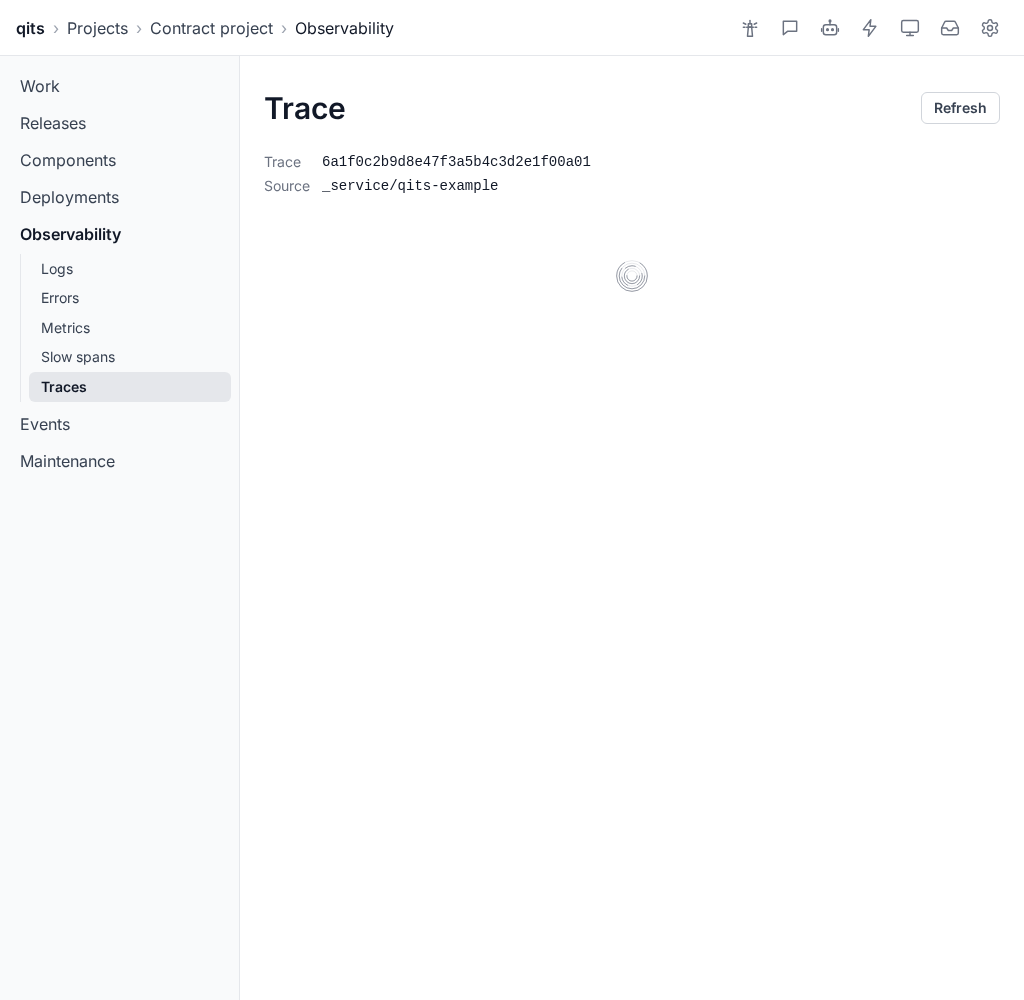 qits › Projects › Contract project › Observability
Work
Releases
Components
Deployments
Observability
Logs
Errors
Metrics
Slow spans
Traces
Events
Maintenance
Trace
Refresh
Trace 6a1f0c2b9d8e47f3a5b4c3d2e1f00a01
Source _service/qits-example